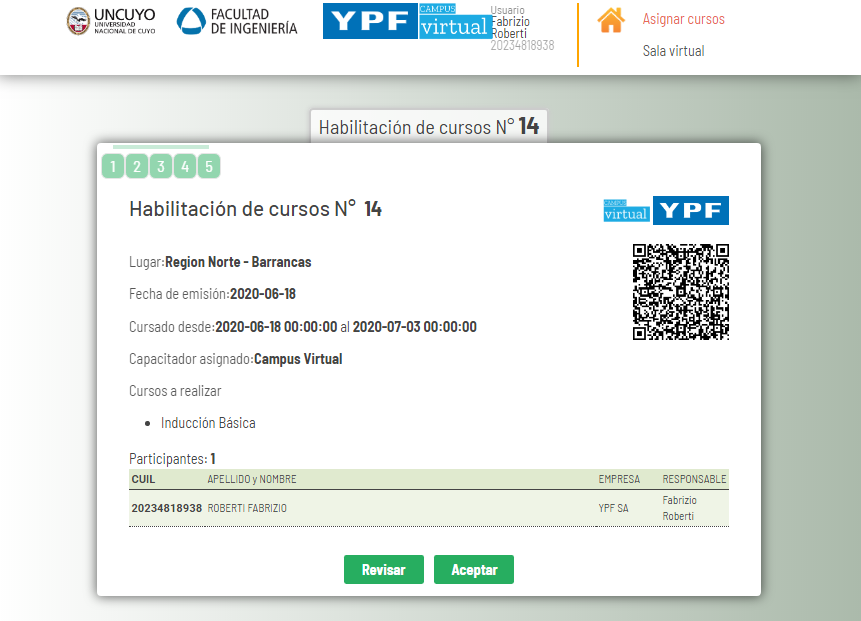 UNCUYO
UNIVERSIDAD
NACIONAL DE CUYO
FACULTAD
DE INGENIERÍA
YPF
CAMPUS
virtual
Usuario
Fabrizio
Roberti
20234818938
Asignar cursos
Sala virtual
Habilitación de cursos N° 14
1 2 3 4 5
Habilitación de cursos N° 14
CAMPUS
virtual
YPF
Lugar:Region Norte - Barrancas
Fecha de emisión:2020-06-18
Cursado desde:2020-06-18 00:00:00 al 2020-07-03 00:00:00
Capacitador asignado:Campus Virtual
Cursos a realizar
• Inducción Básica
Participantes: 1
CUIL APELLIDO y NOMBRE EMPRESA RESPONSABLE
20234818938 ROBERTI FABRIZIO YPF SA Fabrizio
Roberti
Revisar Aceptar